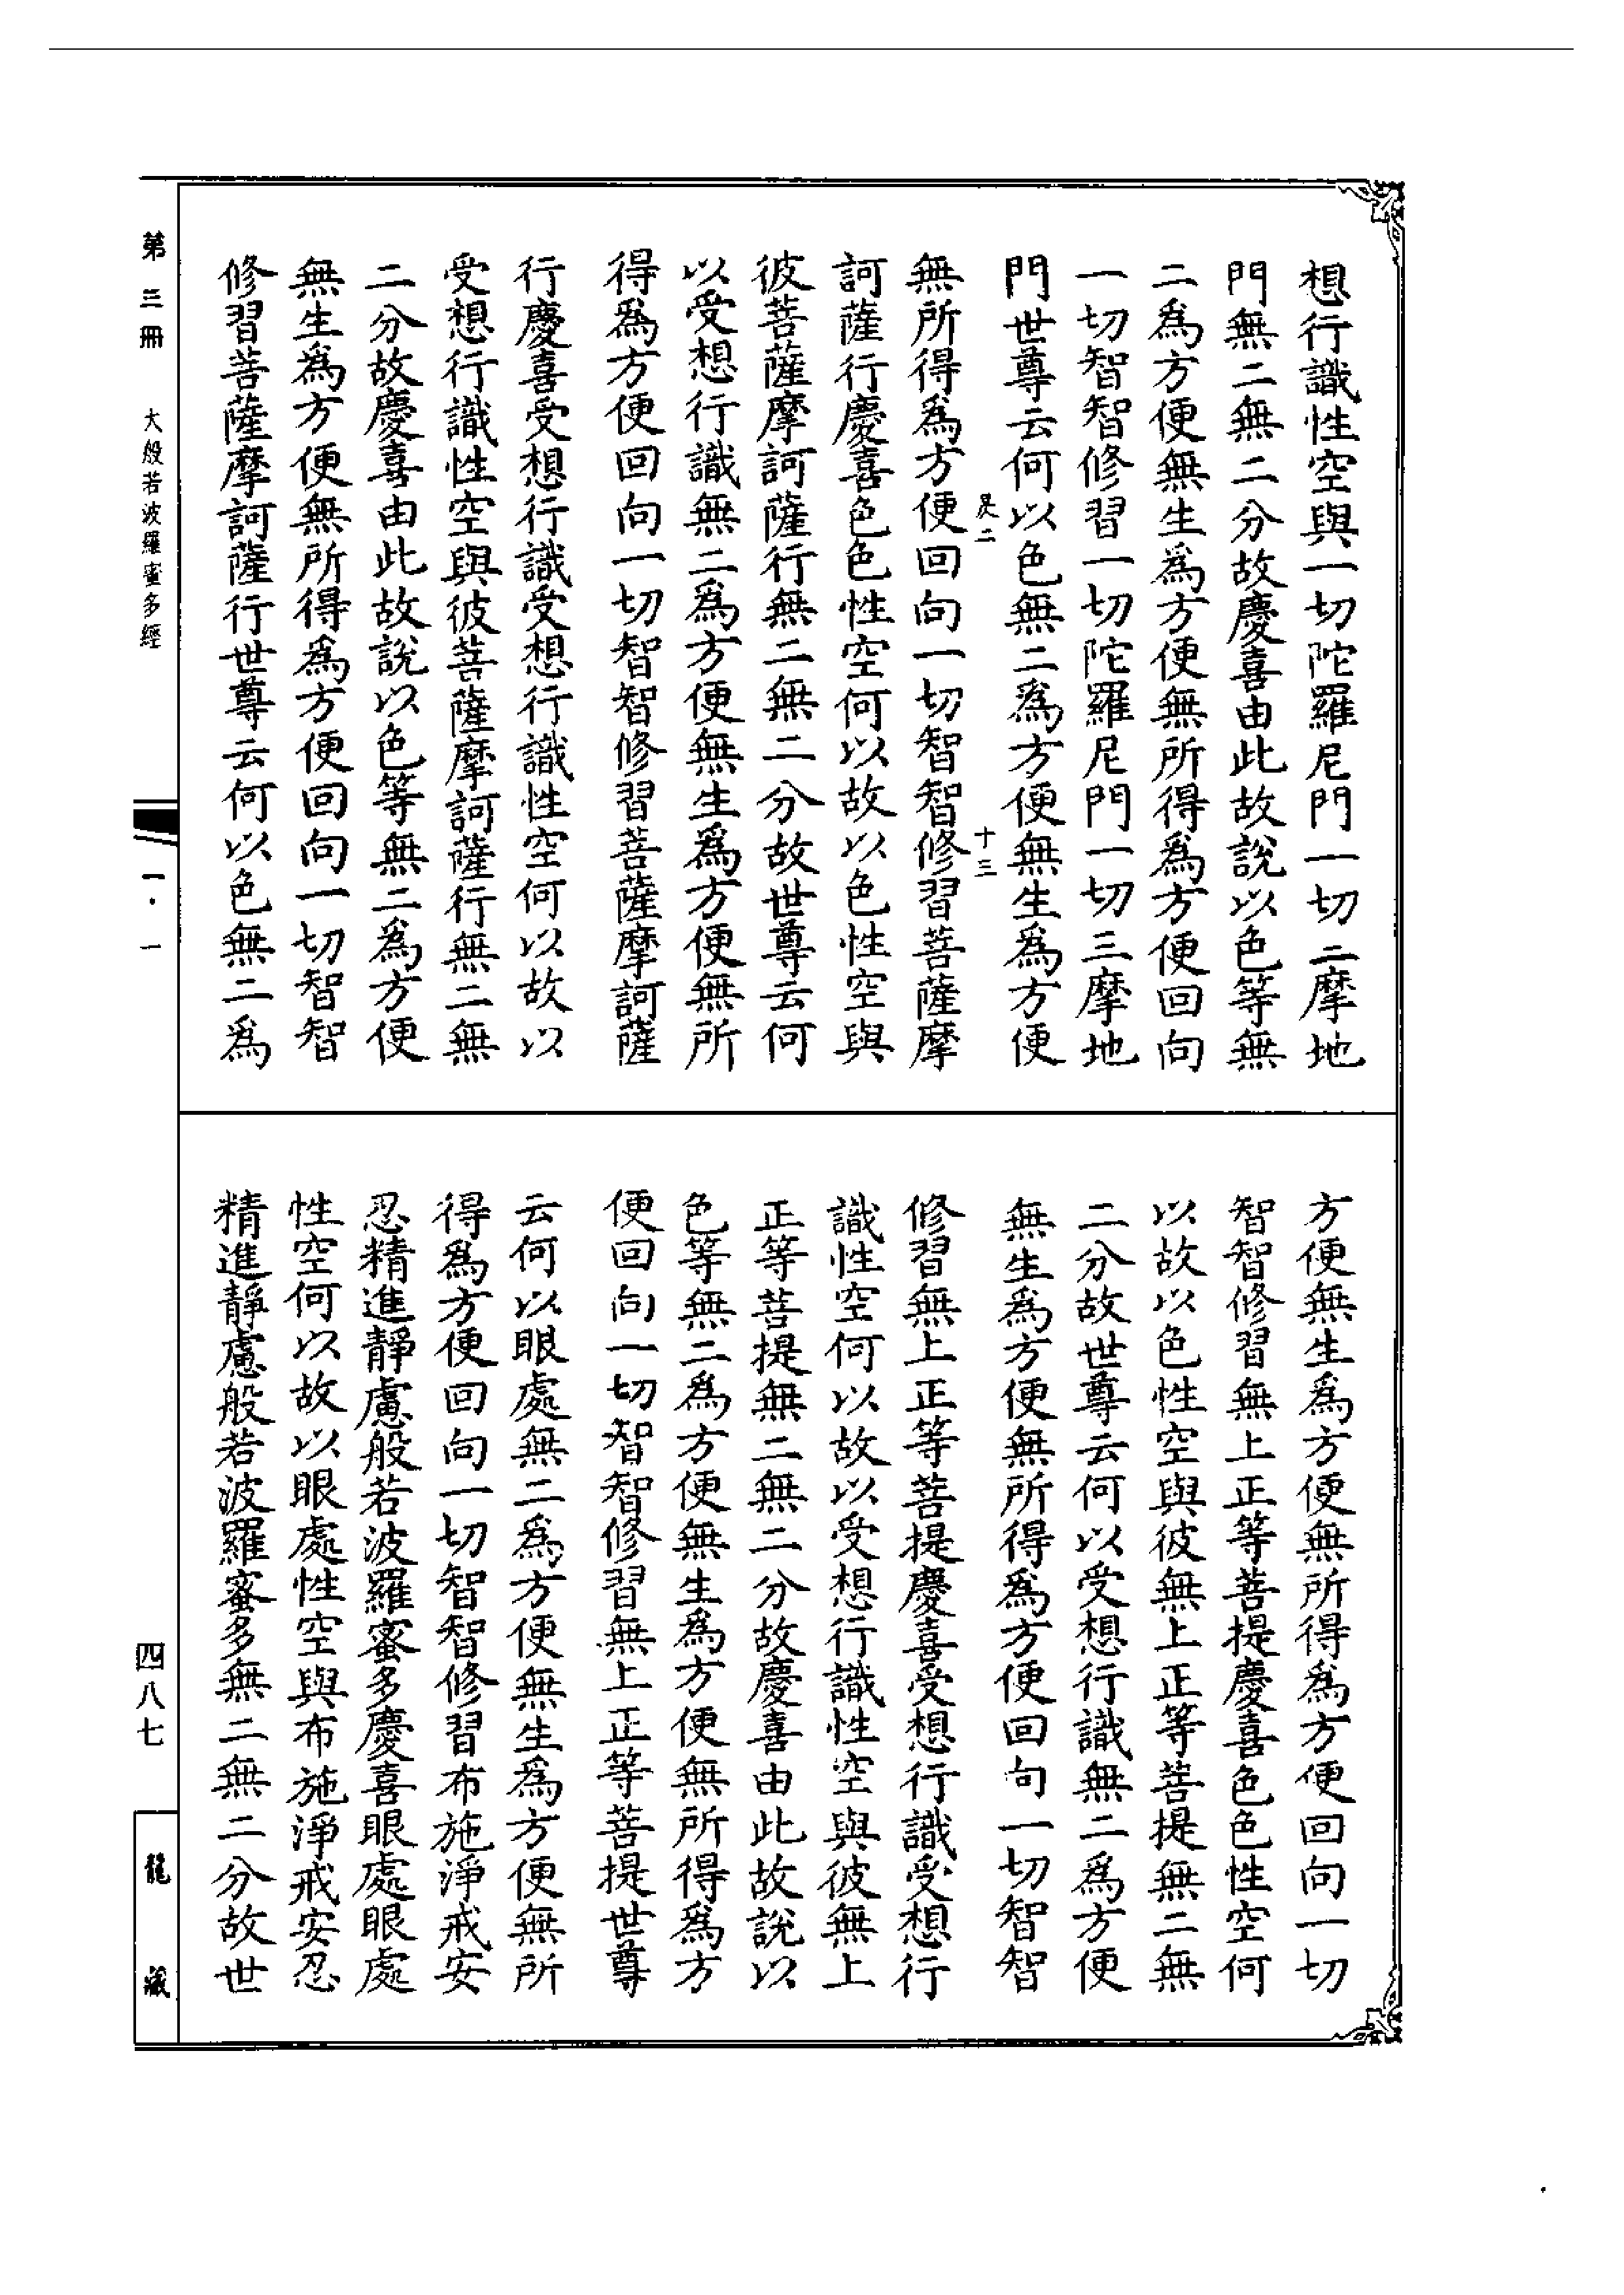 想行識性空與一切陀羅尼門一切三摩地
門無二無二分故慶喜由此故說以色等無
二為方便無生為方便無所得為方便回向
一切智智修習一切陀羅尼門一切三摩地
門世尊云何以色無二為方便無生為方便
昃二 十三
無所得為方便回向一切智智修習菩薩摩
訶薩行慶喜色色性空何以故以色性空與
彼菩薩摩訶薩行無二無二分故世尊云何
以受想行識無二為方便無生為方便無所
得為方便回向一切智智修習菩薩摩訶薩
行慶喜受想行識受想行識性空何以故以
受想行識性空與彼菩薩摩訶薩行無二無
二分故慶喜由此故說以色等無二為方便
無生為方便無所得為方便回向一切智智
修習菩薩摩訶薩行世尊云何以色無二為
方便無生為方便無所得為方便回向一切
智智修習無上正等菩提慶喜色色性空何
以故以色性空與彼無上正等菩提無二無
二分故世尊云何以受想行識無二為方便
無生為方便無所得為方便回向一切智智
修習無上正等菩提慶喜受想行識受想行
識性空何以故以受想行識性空與彼無上
正等菩提無二無二分故慶喜由此故說以
色等無二為方便無生為方便無所得為方
便回向一切智智修習無上正等菩提世尊
云何以眼處無二為方便無生為方便無所
得為方便回向一切智智修習布施淨戒安
忍精進靜慮般若波羅蜜多慶喜眼處眼處
性空何以故以眼處性空與布施淨戒安忍
精進靜慮般若波羅蜜多無二無二分故世
第三冊 大般若波羅蜜多經
一·一
四八七
龍藏